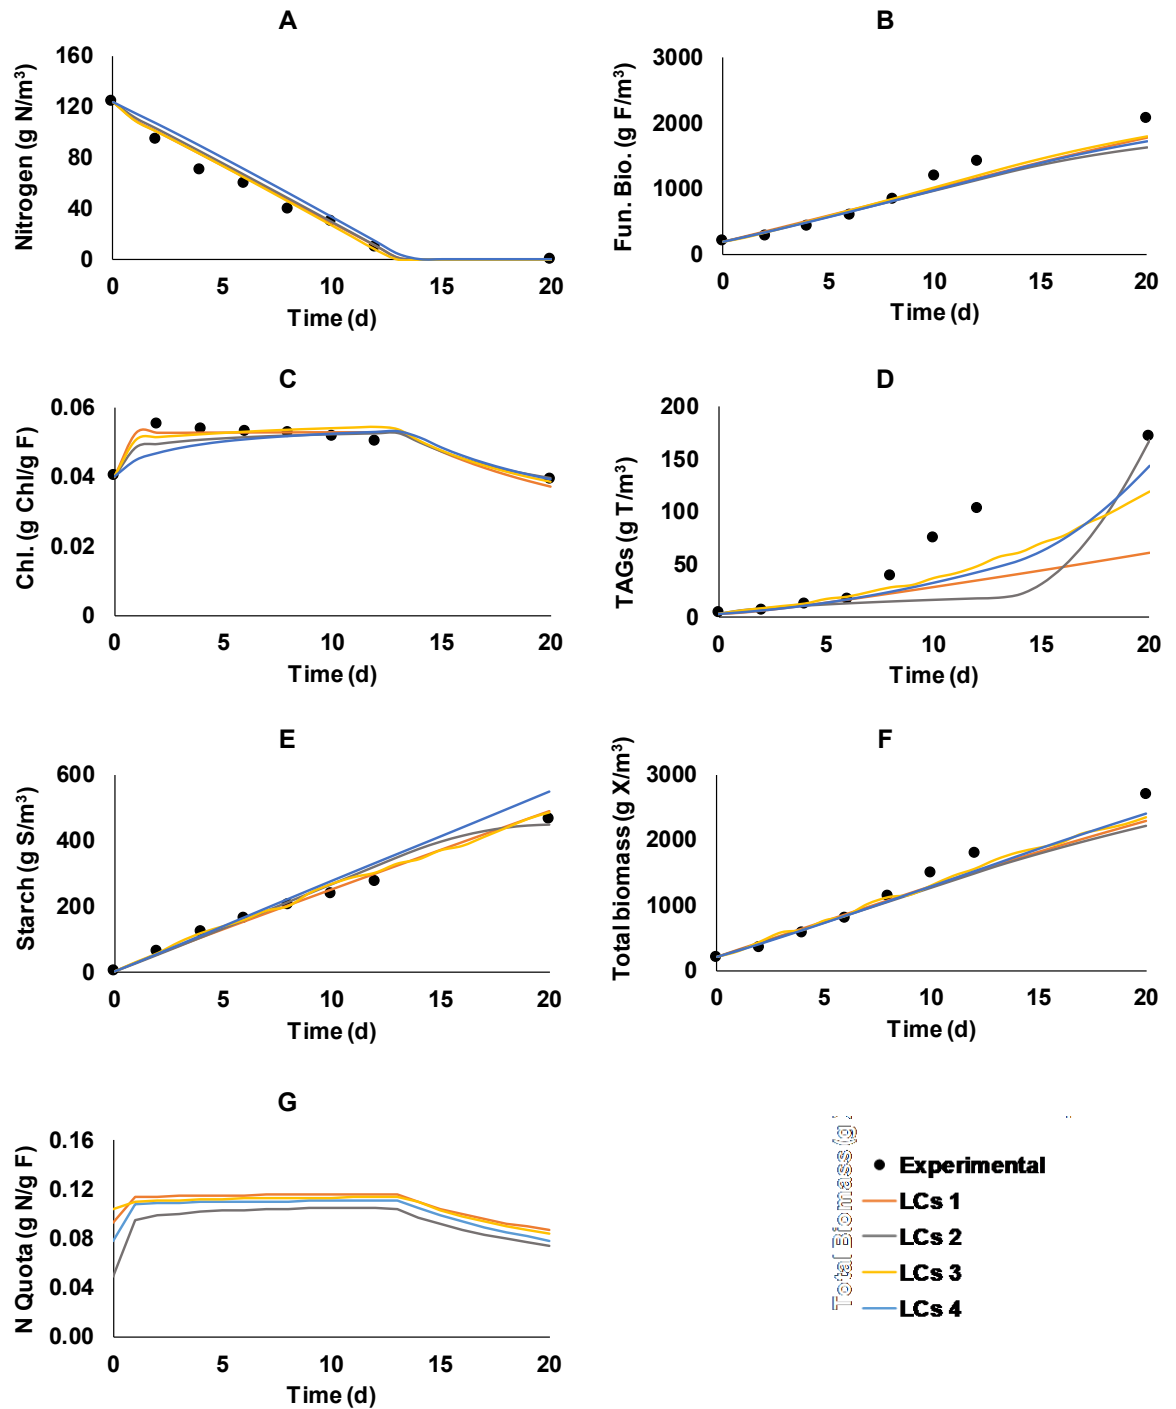 A
Nitrogen (g N/m³)
160
120
80
40
0
0 5 10 15 20
Time (d)
B
Fun. Bio. (g F/m³)
3000
2000
1000
0
0 5 10 15 20
Time (d)
C
Chl. (g Chl/g F)
0.06
0.04
0.02
0
0 5 10 15 20
Time (d)
D
TAGs (g T/m³)
200
150
100
50
0
0 5 10 15 20
Time (d)
E
Starch (g S/m³)
600
400
200
0
0 5 10 15 20
Time (d)
F
Total biomass (g X/m³)
3000
2000
1000
0
0 5 10 15 20
Time (d)
G
N Quota (g N/g F)
0.16
0.12
0.08
0.04
0.00
0 5 10 15 20
Time (d)
Total Biomass (g
Experimental
LCs 1
LCs 2
LCs 3
LCs 4